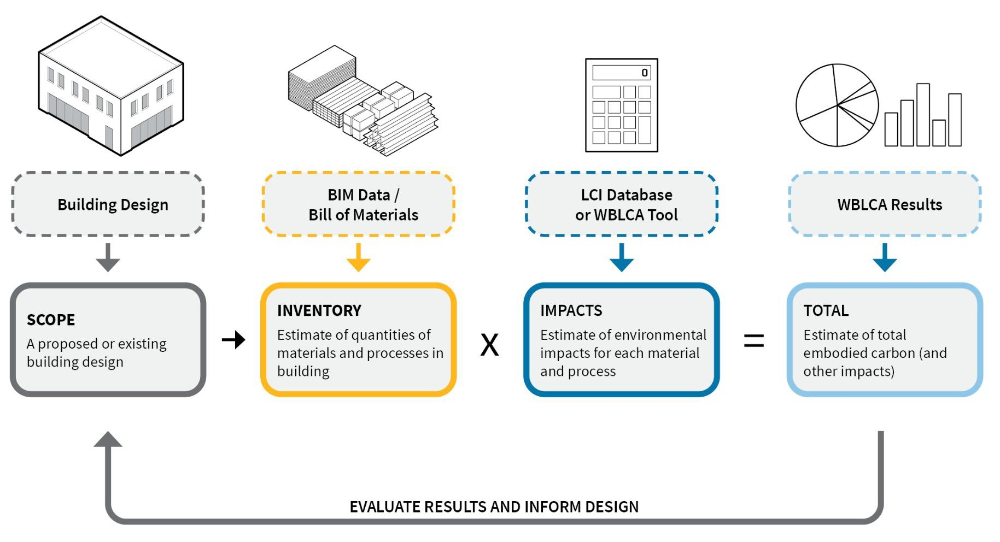 0
Building Design
BIM Data /
Bill of Materials
LCI Database
or WBLCA Tool
WBLCA Results
SCOPE
A proposed or existing
building design
INVENTORY
Estimate of quantities of
materials and processes in
building
X
IMPACTS
Estimate of environmental
impacts for each material
and process
=
TOTAL
Estimate of total
embodied carbon (and
other impacts)
EVALUATE RESULTS AND INFORM DESIGN